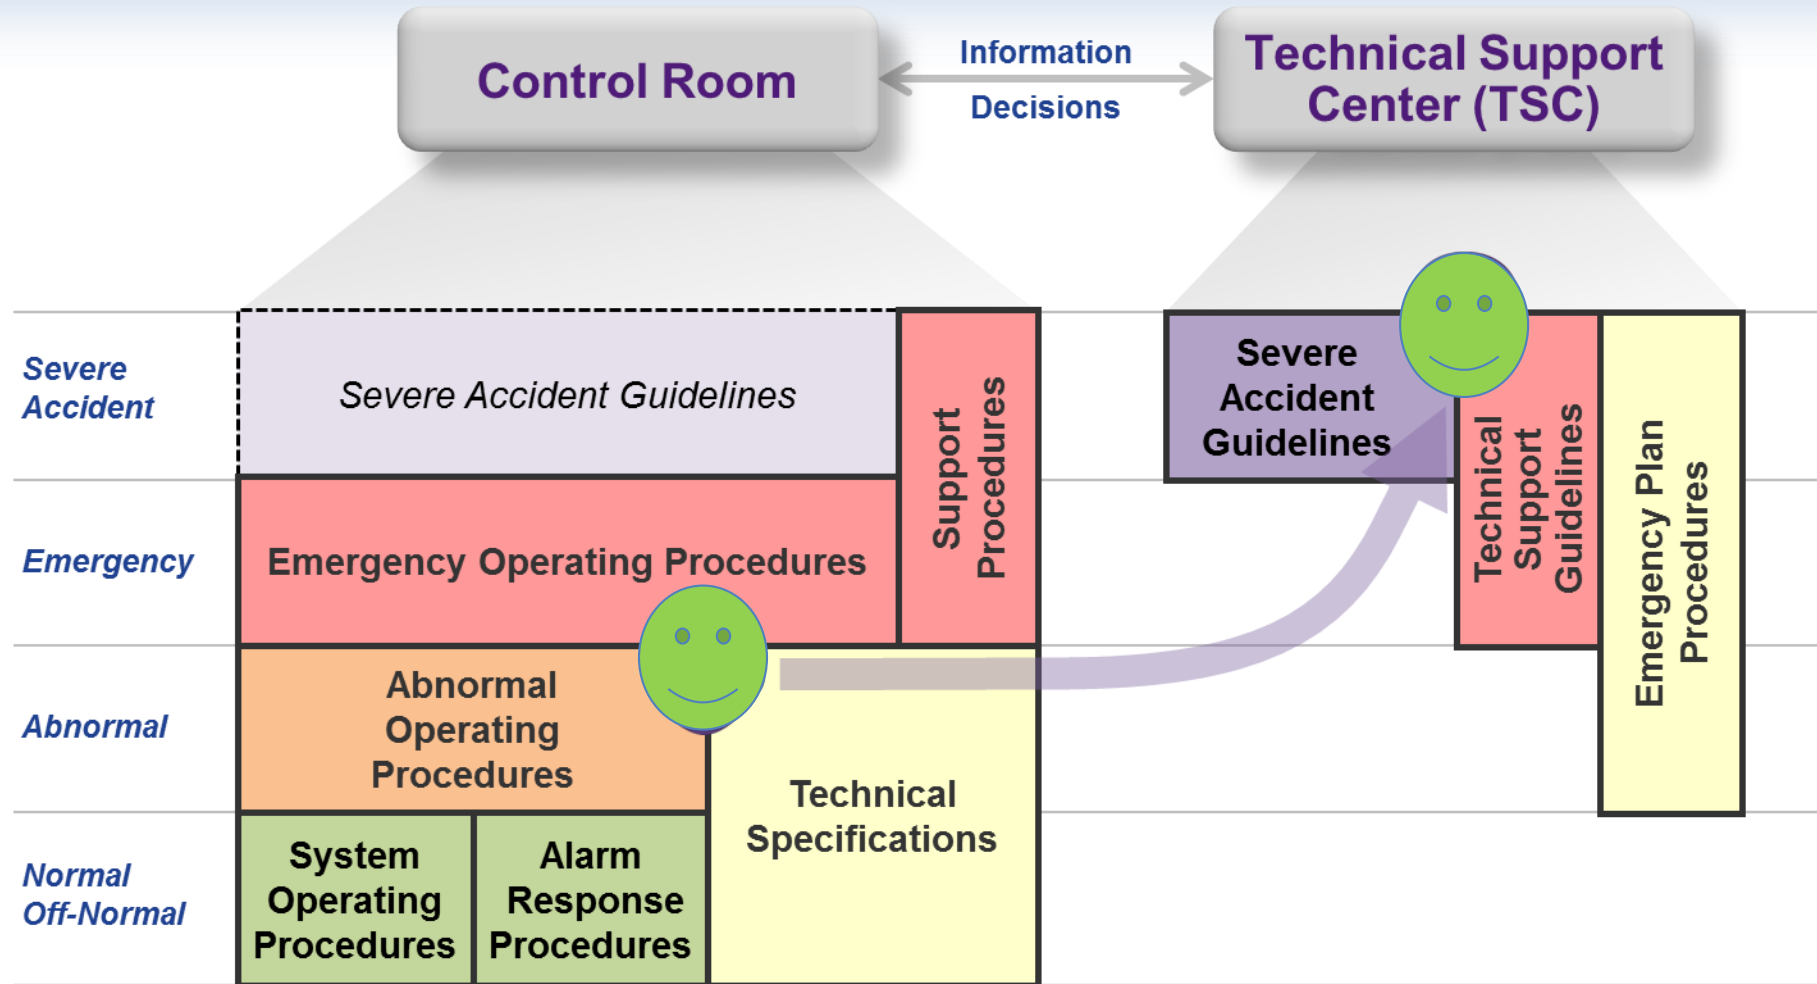 Control Room
Information
Decisions
Technical Support
Center (TSC)
Severe
Accident
Severe Accident Guidelines
Support
Procedures
Severe
Accident
Guidelines
Technical
Support
Guidelines
Emergency Plan
Procedures
Emergency
Emergency Operating Procedures
Abnormal
Abnormal
Operating
Procedures
Technical
Specifications
Normal
Off-Normal
System
Operating
Procedures
Alarm
Response
Procedures